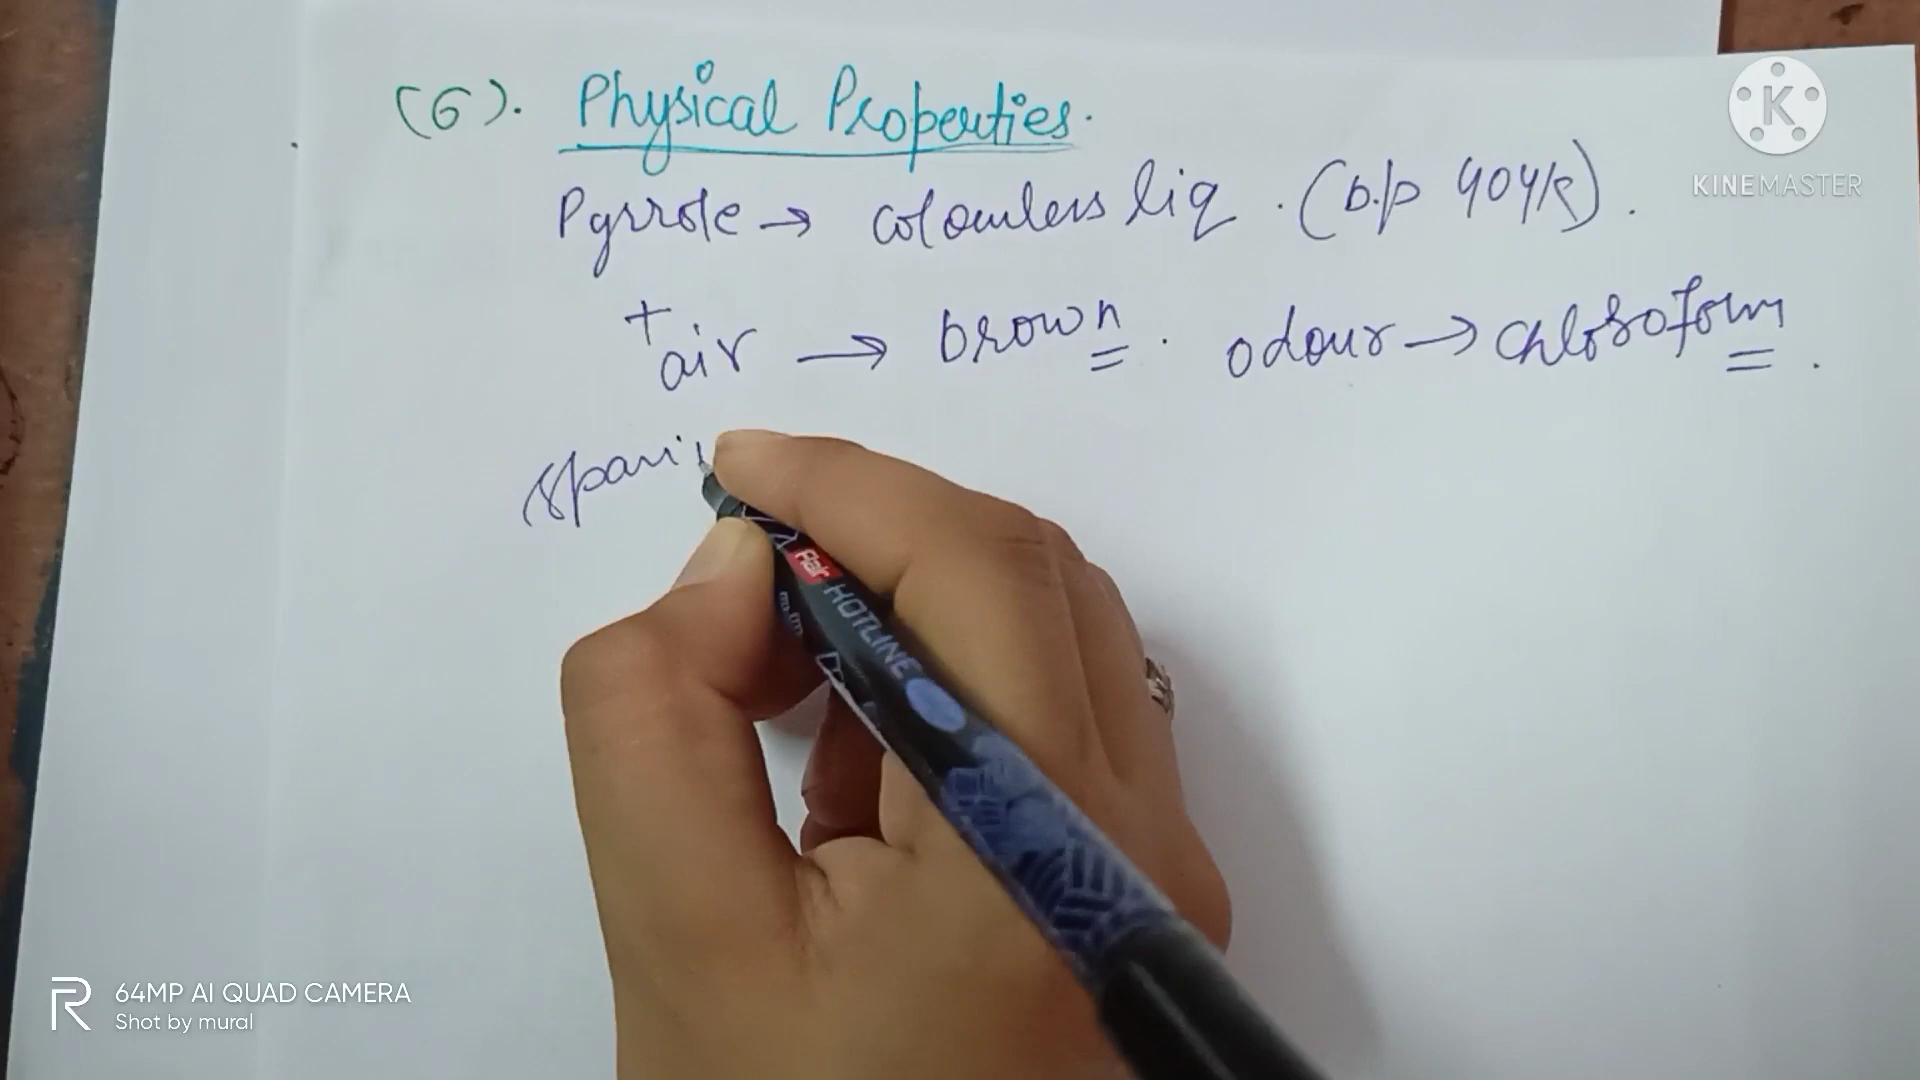 (6). Physical Properties.
Pyrrole → colourless liq. (b.p 404K).
+ air → brown. odour → chloroform.
spari
Flair HOTLINE
K
KINEMASTER
R 64MP AI QUAD CAMERA
Shot by mural